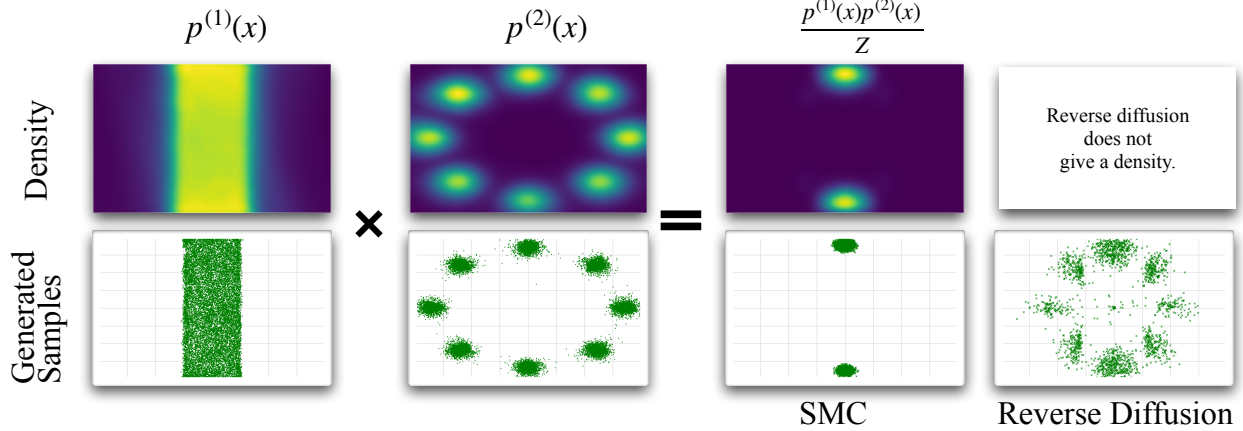 p⁽¹⁾(x)
p⁽²⁾(x)
p⁽¹⁾(x)p⁽²⁾(x)
Z
Density
Reverse diffusion
does not
give a density.
×
=
Generated
Samples
SMC
Reverse Diffusion